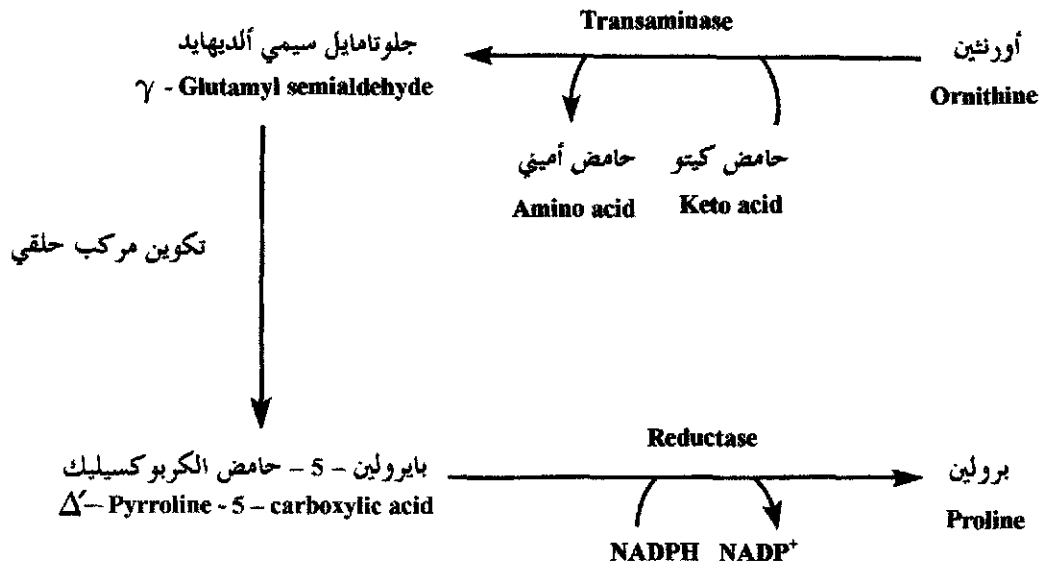 Transaminase
أورنثين
Ornithine
جلوتامايل سيمي ألديهايد
γ - Glutamyl semialdehyde
حامض كيتو
Keto acid
حامض أميني
Amino acid
تكوين مركب حلقي
بايرولين - 5 - حامض الكربوكسيليك
Δ′– Pyrroline - 5 – carboxylic acid
Reductase
برولين
Proline
NADPH NADP⁺